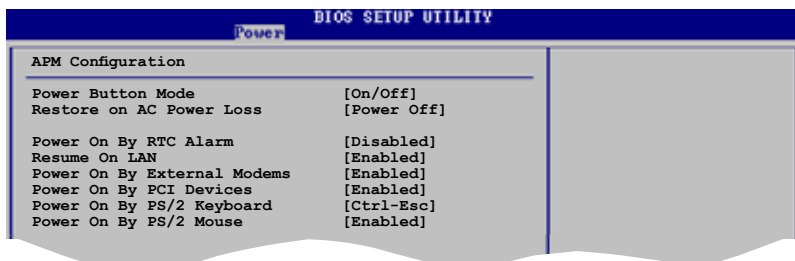 BIOS SETUP UTILITY
Power
APM Configuration
Power Button Mode [On/Off]
Restore on AC Power Loss [Power Off]
Power On By RTC Alarm [Disabled]
Resume On LAN [Enabled]
Power On By External Modems [Enabled]
Power On By PCI Devices [Enabled]
Power On By PS/2 Keyboard [Ctrl-Esc]
Power On By PS/2 Mouse [Enabled]